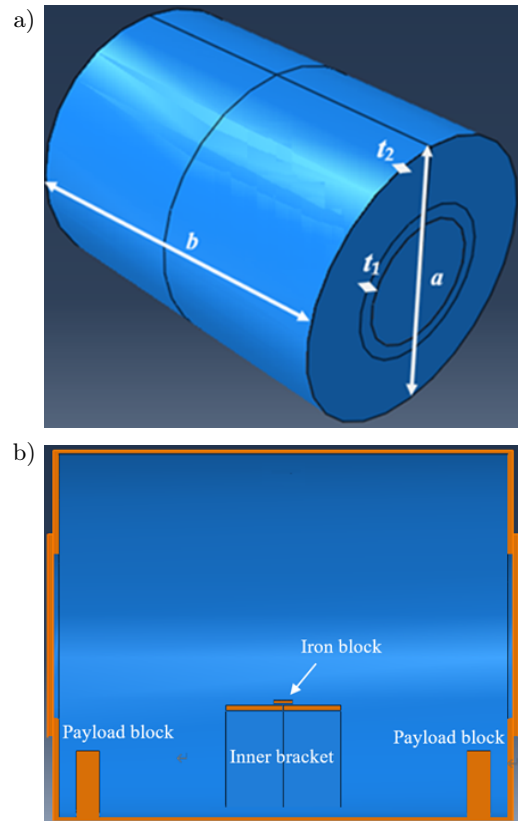 a)
t₂
b
t₁
a
b)
Iron block
Payload block
Payload block
Inner bracket